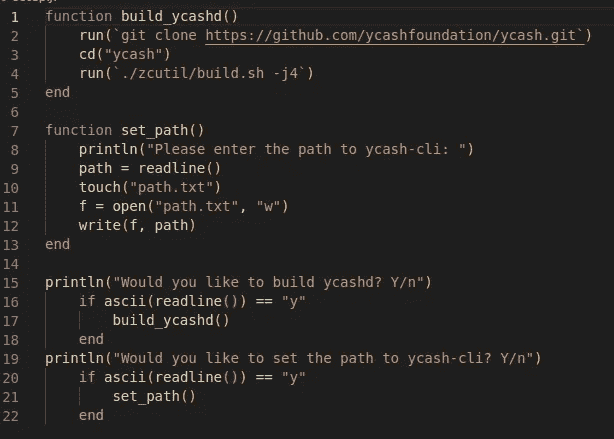 1 function build_ycashd()
2 run(`git clone https://github.com/ycashfoundation/ycash.git`)
3 cd("ycash")
4 run(`./zcutil/build.sh -j4`)
5 end
6
7 function set_path()
8 println("Please enter the path to ycash-cli: ")
9 path = readline()
10 touch("path.txt")
11 f = open("path.txt", "w")
12 write(f, path)
13 end
14
15 println("Would you like to build ycashd? Y/n")
16 if ascii(readline()) == "y"
17 build_ycashd()
18 end
19 println("Would you like to set the path to ycash-cli? Y/n")
20 if ascii(readline()) == "y"
21 set_path()
22 end